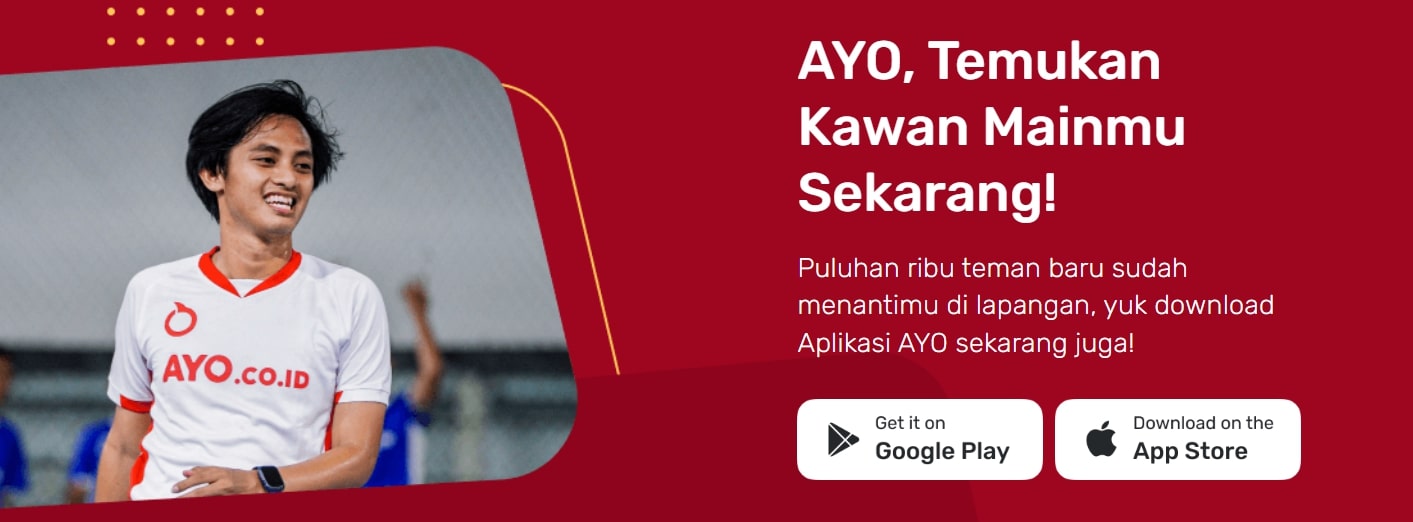 AYO, Temukan
Kawan Mainmu
Sekarang!
Puluhan ribu teman baru sudah
menantimu di lapangan, yuk download
Aplikasi AYO sekarang juga!
Get it on
Google Play
Download on the
App Store
AYO.CO.ID